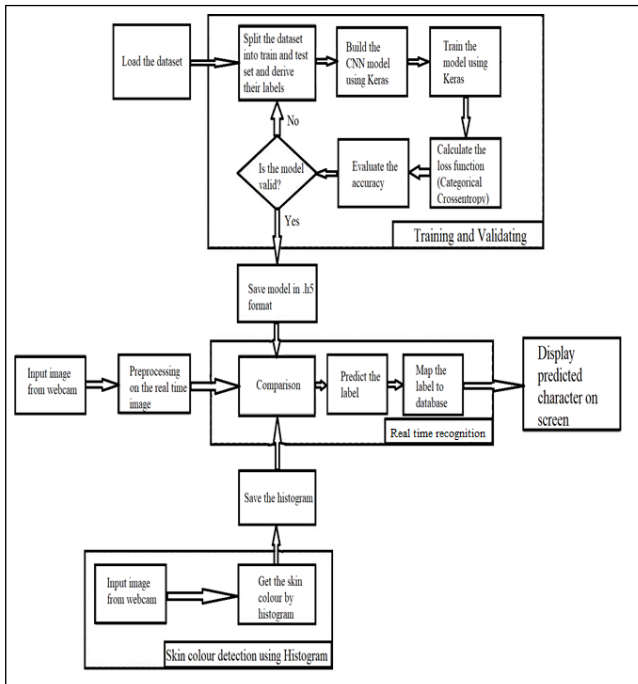 Load the dataset
Split the dataset
into train and test
set and derive
their labels
Build the
CNN model
using Keras
Train the
model using
Keras
No
Is the model
valid?
Evaluate the
accuracy
Calculate the
loss function
(Categorical
Crossentropy)
Yes
Training and Validating
Save model in .h5
format
Input image
from webcam
Preprocessing
on the real time
image
Comparison
Predict the
label
Map the
label to
database
Display
predicted
character on
screen
Real time recognition
Save the histogram
Input image
from webcam
Get the skin
colour by
histogram
Skin colour detection using Histogram